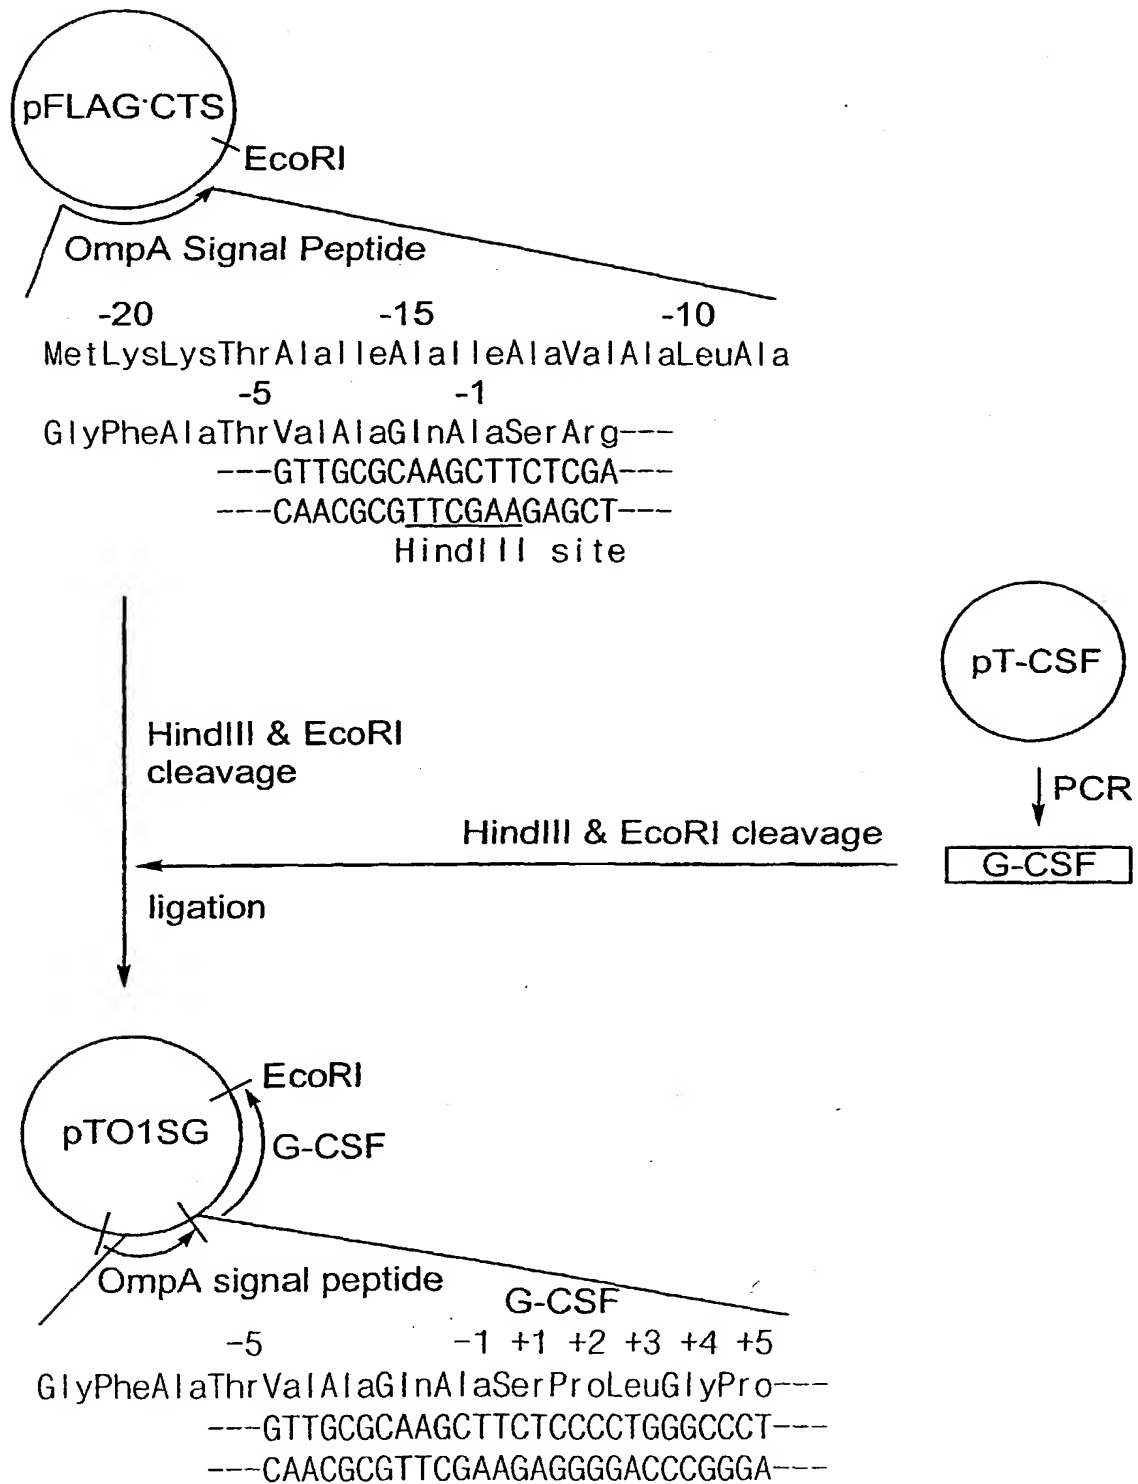 pFLAG·CTS
EcoRI
OmpA Signal Peptide
-20 -15 -10
MetLysLysThrAlaIleAlaIleAlaValAlaLeuAla
-5 -1
GlyPheAlaThrValAlaGlnAlaSerArg---
---GTTGCGCAAGCTTCTCGA---
---CAACGCGTTCGAAGAGCT---
HindIII site
pT-CSF
HindIII & EcoRI
cleavage
PCR
HindIII & EcoRI cleavage
G-CSF
ligation
EcoRI
pTO1SG
G-CSF
OmpA signal peptide
G-CSF
-5 -1 +1 +2 +3 +4 +5
GlyPheAlaThrValAlaGlnAlaSerProLeuGlyPro---
---GTTGCGCAAGCTTCTCCCCTGGGCCCT---
---CAACGCGTTCGAAGAGGGGACCCGGGA---